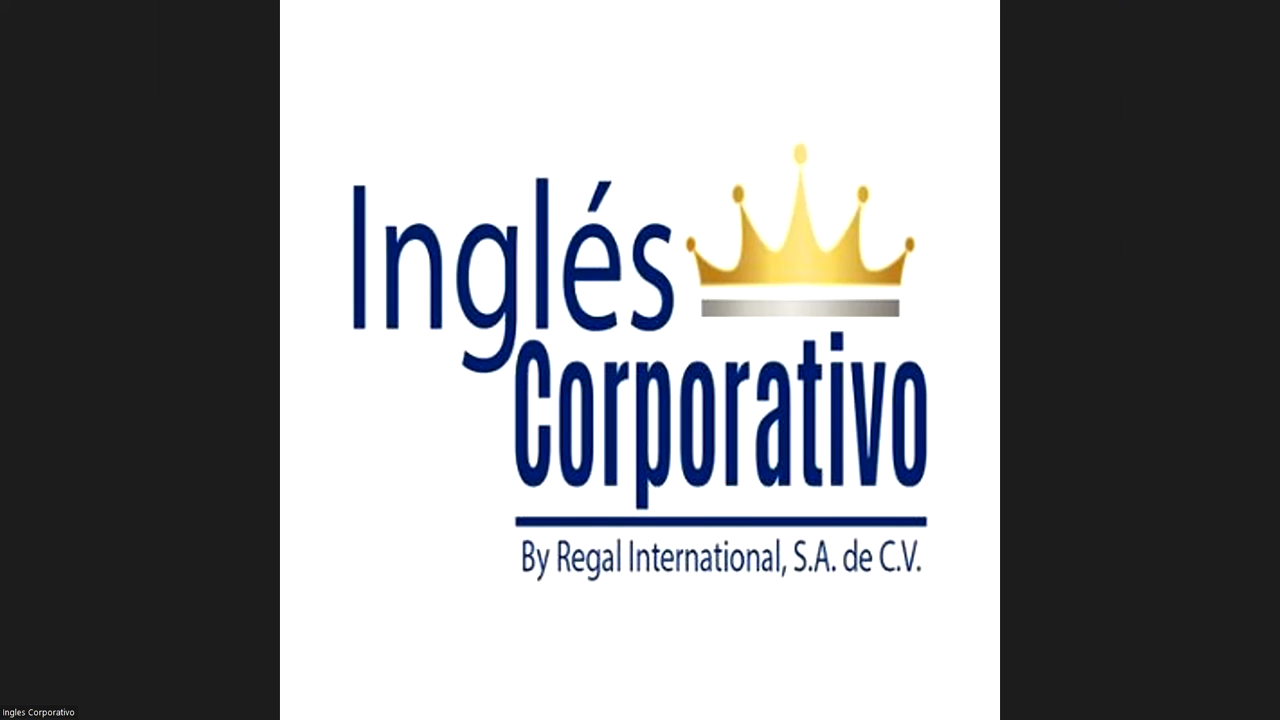 Inglés
Corporativo
By Regal International, S.A. de C.V.
Ingles Corporativo